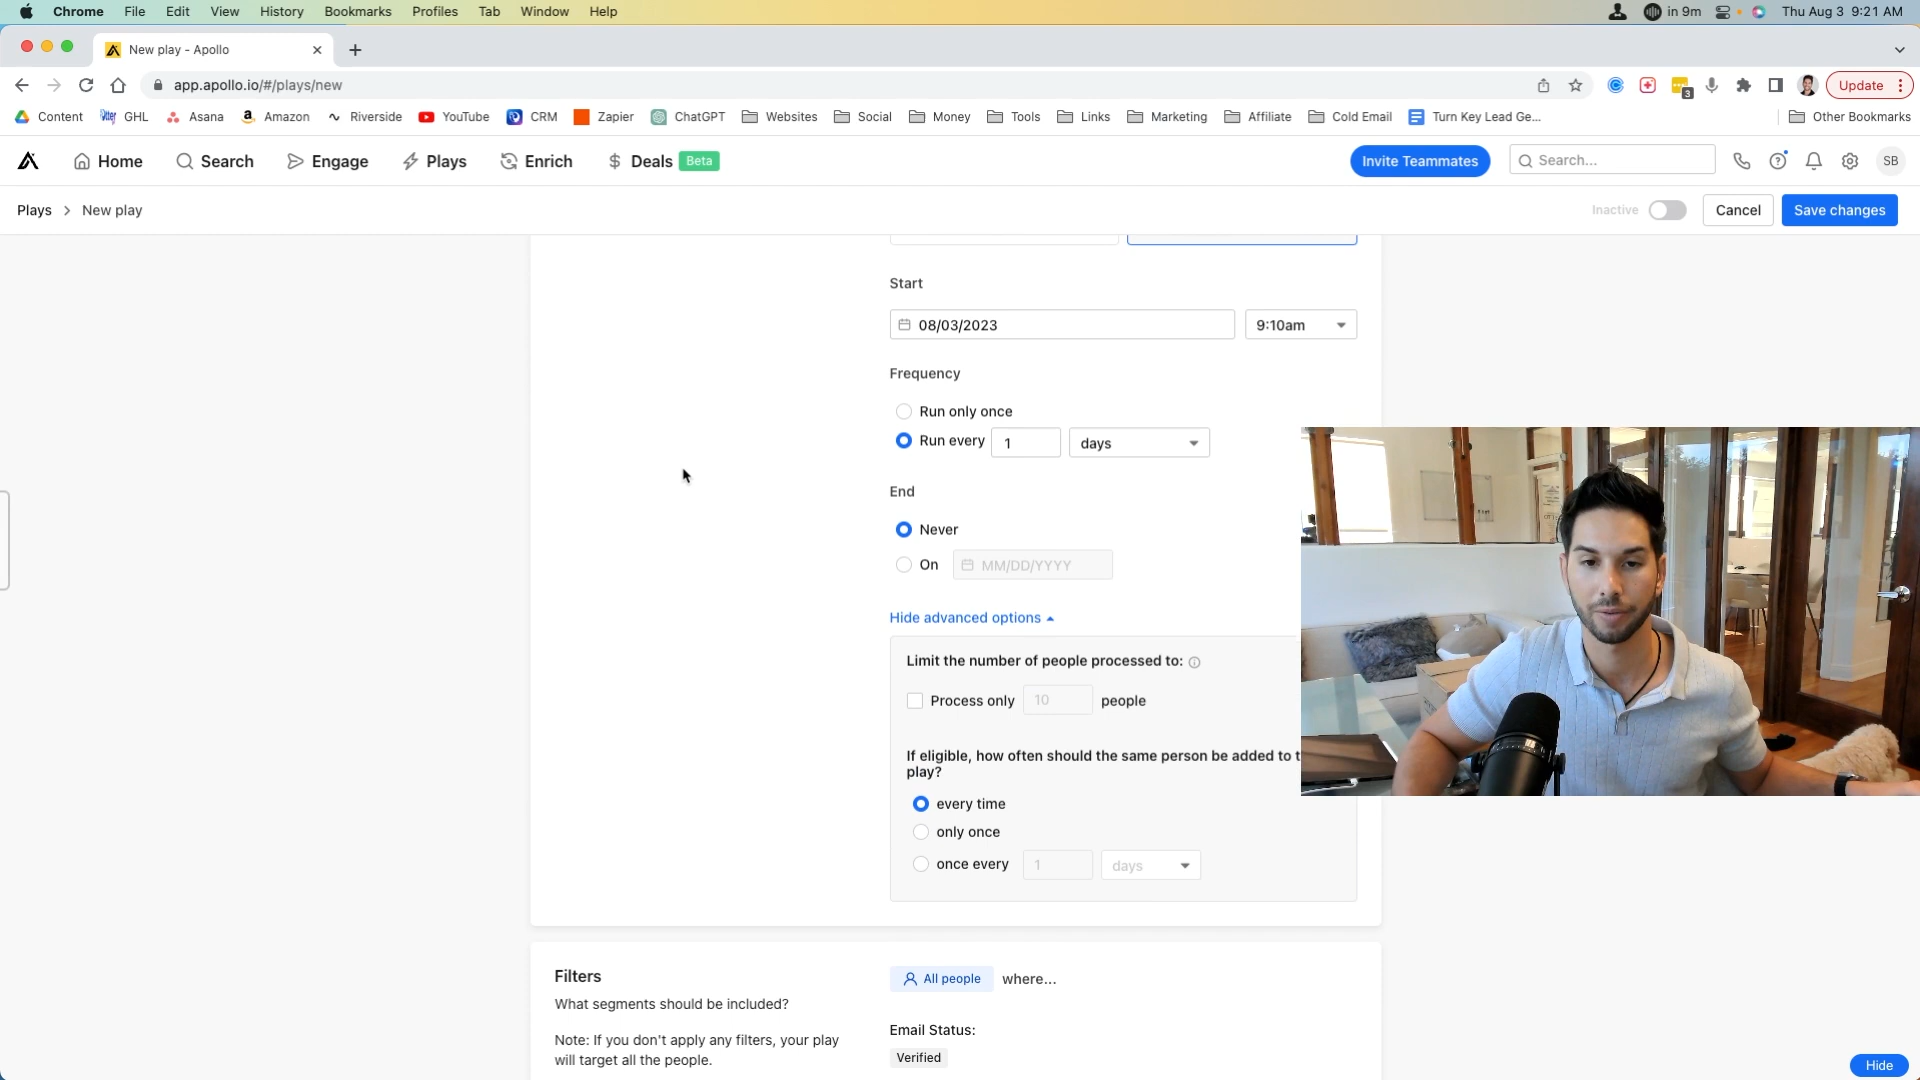 Chrome File Edit View History Bookmarks Profiles Tab Window Help in 9m Thu Aug 3 9:21 AM
New play - Apollo
app.apollo.io/#/plays/new 3 Update
Content GHL Asana Amazon Riverside YouTube CRM Zapier ChatGPT Websites Social Money Tools Links Marketing Affiliate Cold Email Turn Key Lead Ge... Other Bookmarks
Home Search Engage Plays Enrich Deals Beta Invite Teammates Search... SB
Plays > New play Inactive Cancel Save changes
Start
08/03/2023 9:10am
Frequency
Run only once
Run every 1 days
End
Never
On MM/DD/YYYY
Hide advanced options
Limit the number of people processed to:
Process only 10 people
If eligible, how often should the same person be added to t
play?
every time
only once
once every 1 days
Filters
What segments should be included?
Note: If you don't apply any filters, your play
will target all the people.
All people where...
Email Status:
Verified
Hide